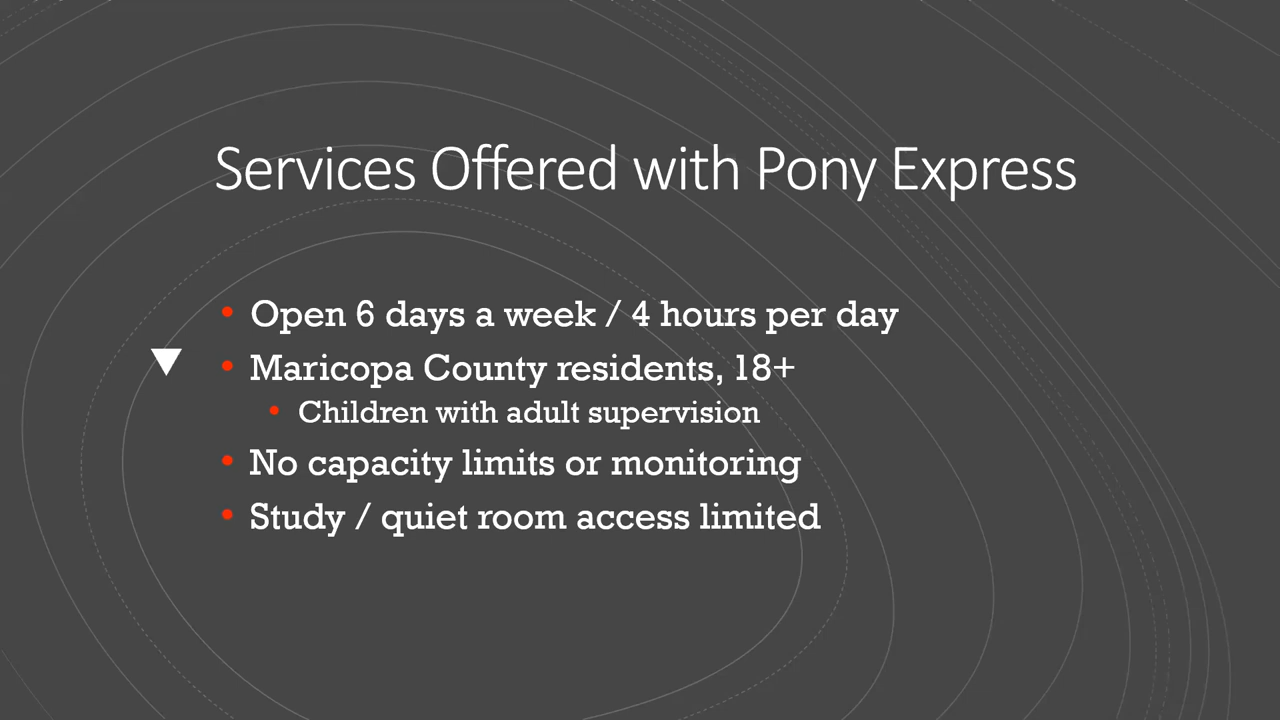 Services Offered with Pony Express
• Open 6 days a week / 4 hours per day
• Maricopa County residents, 18+
• Children with adult supervision
• No capacity limits or monitoring
• Study / quiet room access limited